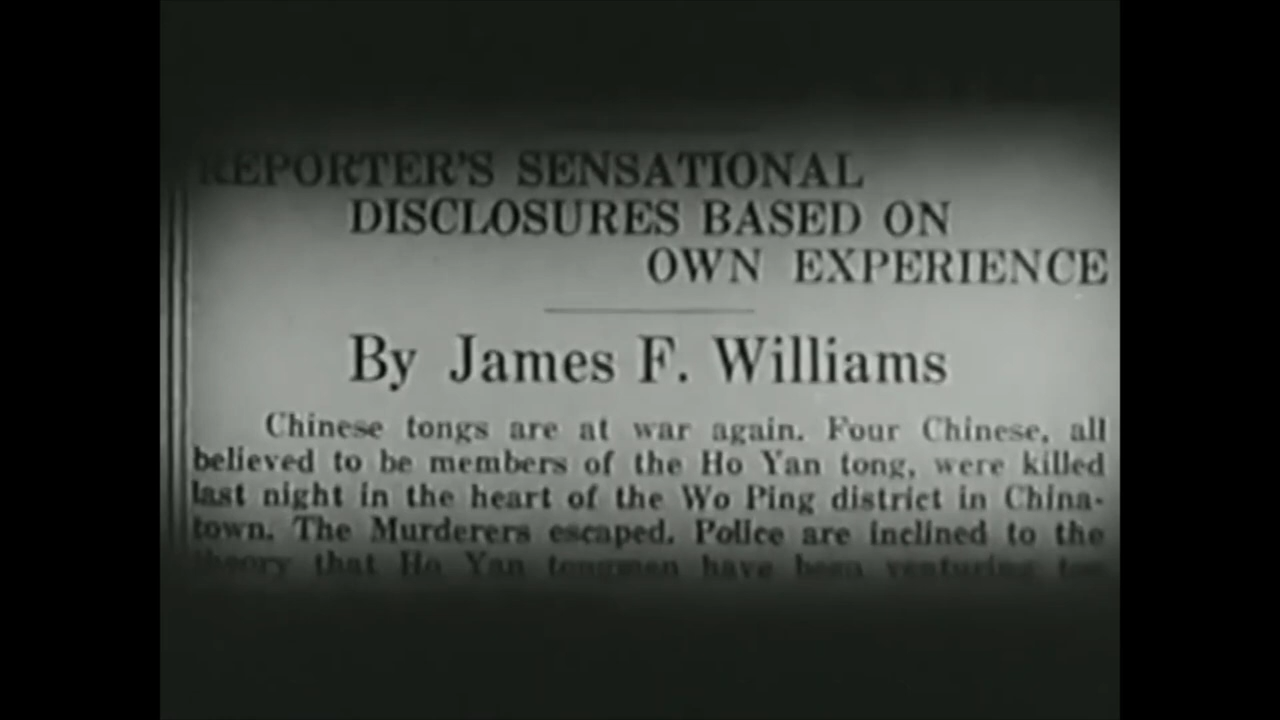 REPORTER'S SENSATIONAL
DISCLOSURES BASED ON
OWN EXPERIENCE
By James F. Williams
Chinese tongs are at war again. Four Chinese, all
believed to be members of the Ho Yan tong, were killed
last night in the heart of the Wo Ping district in China-
town. The Murderers escaped. Police are inclined to the
theory that Ho Yan tongmen have been venturing too